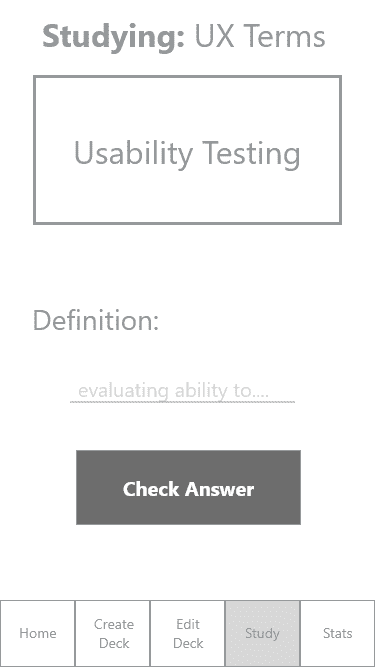 Studying: UX Terms
Usability Testing
Definition:
evaluating ability to....
Check Answer
Home
Create
Deck
Edit
Deck
Study
Stats